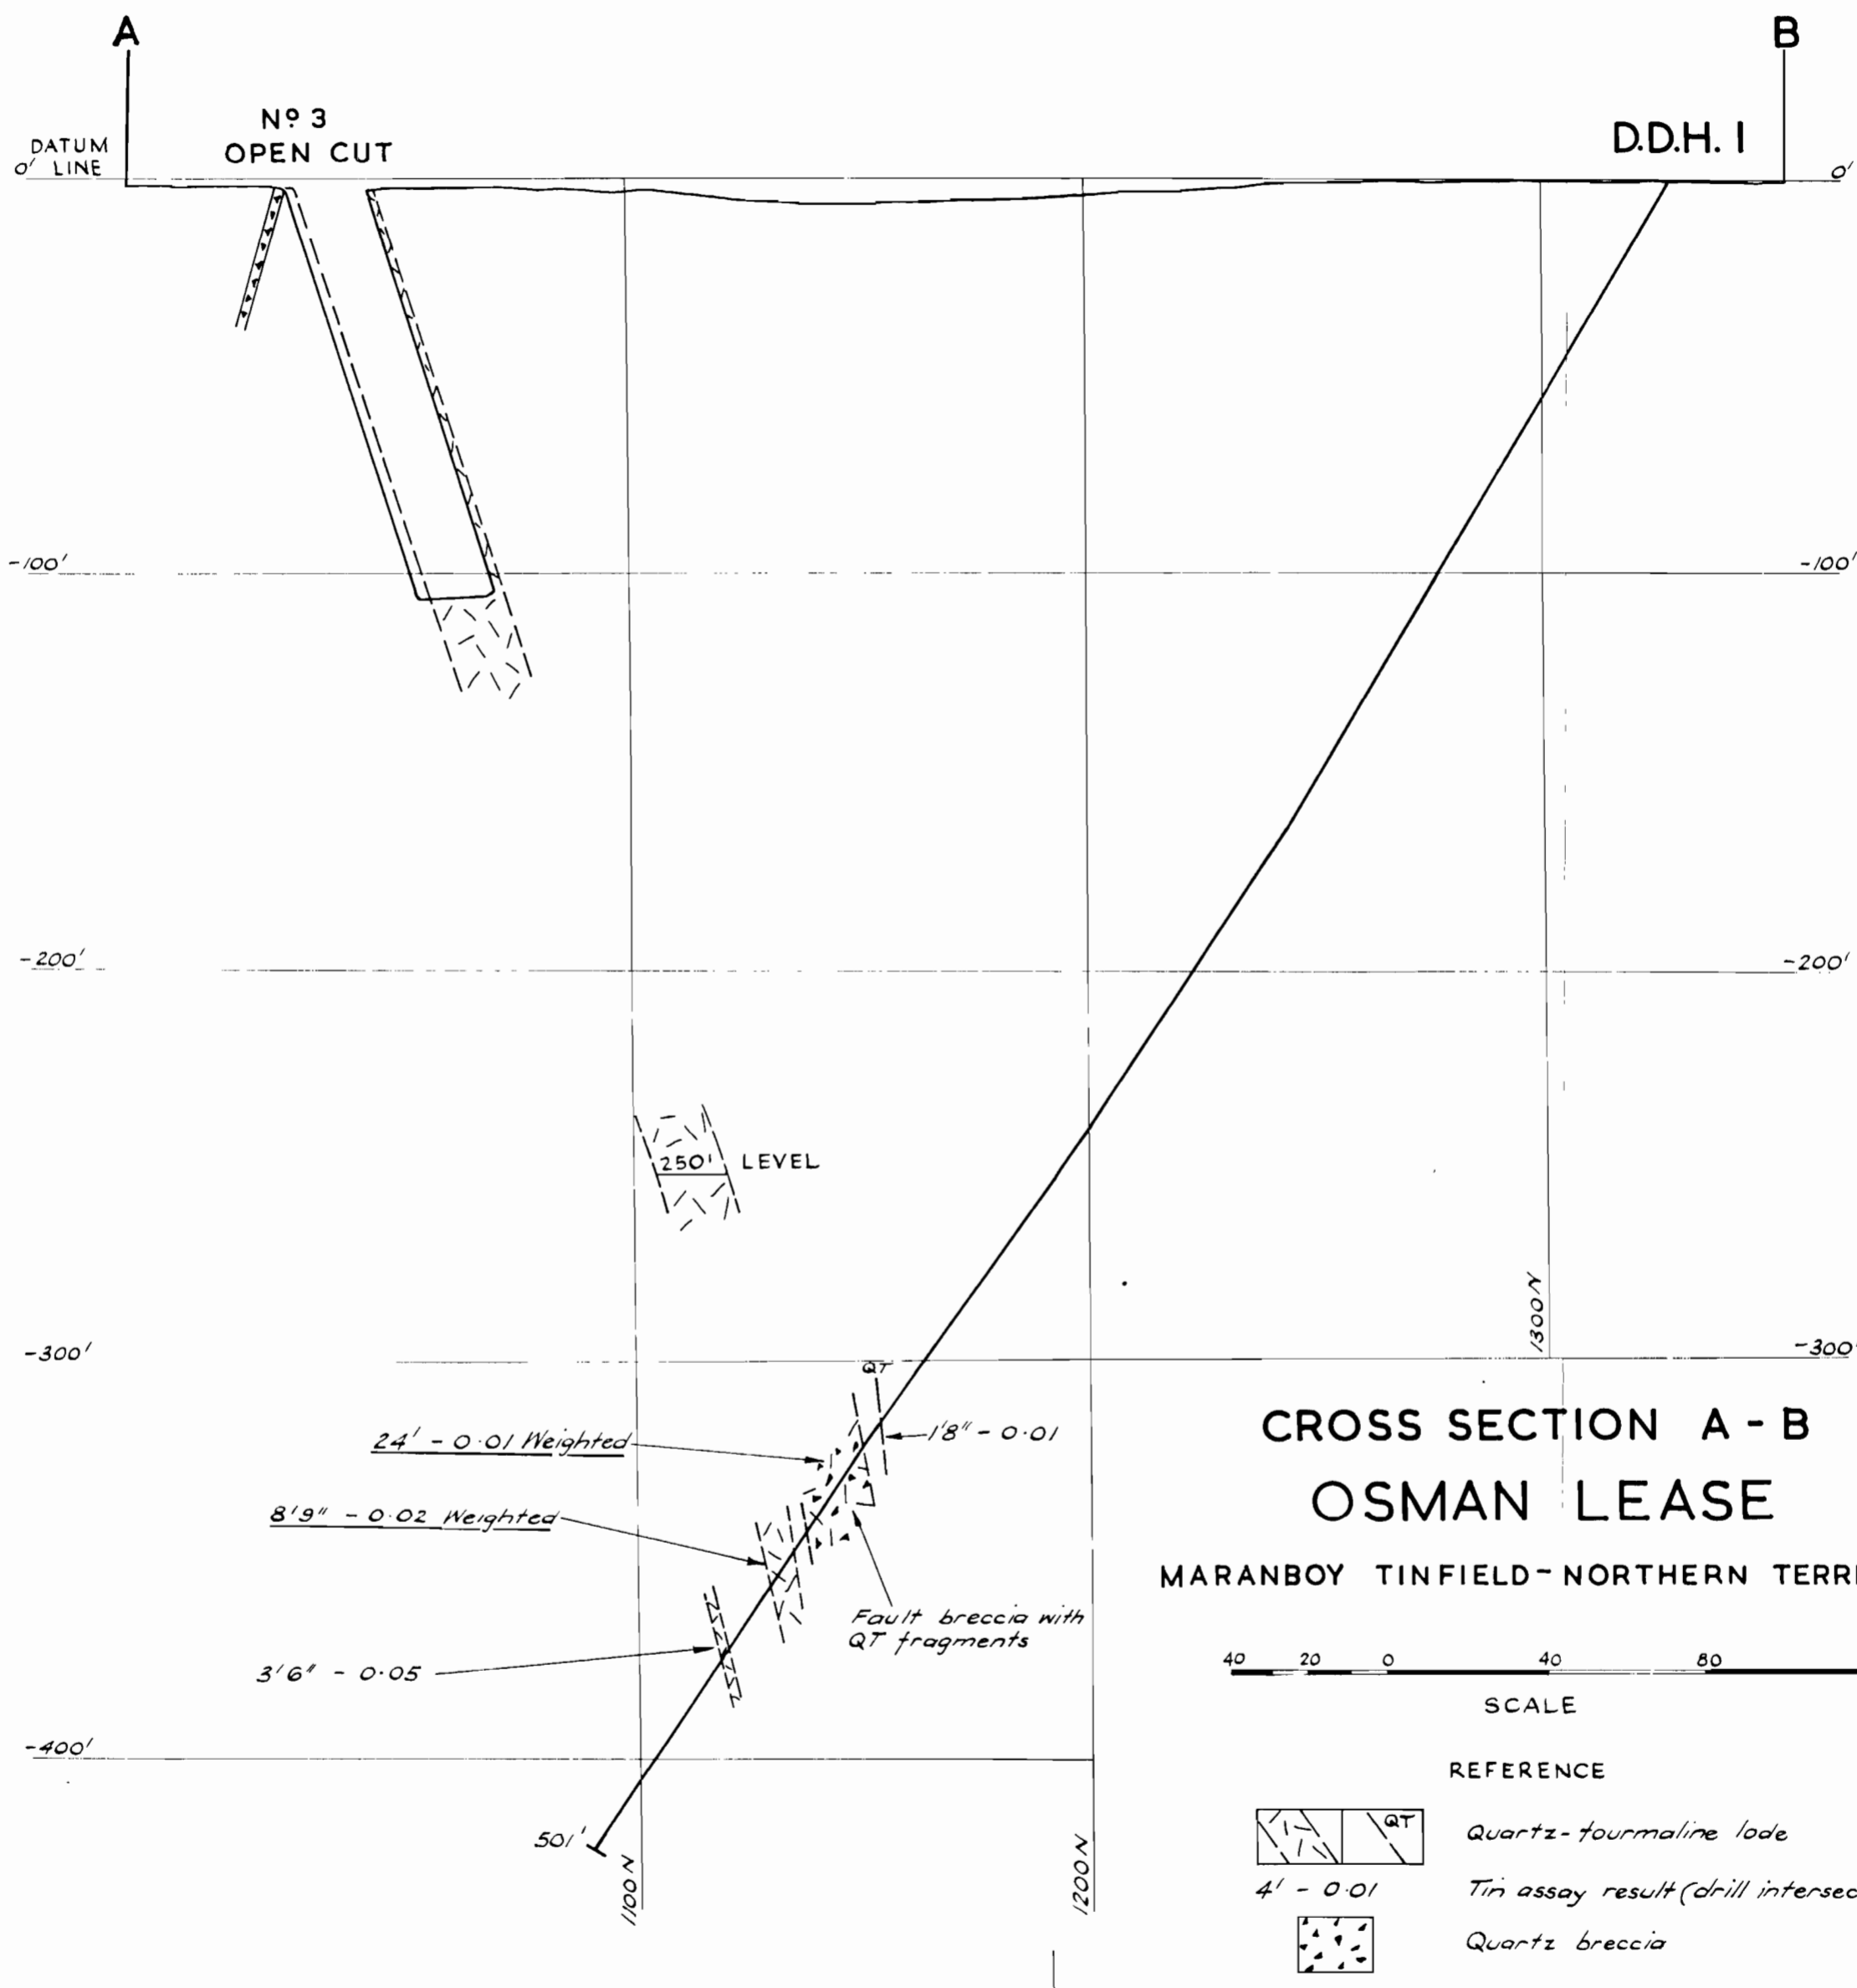 A
B
Nº 3
OPEN CUT
D.D.H. 1
DATUM
0' LINE
0'
-100'
-100'
-200'
-200'
250' LEVEL
1300N
-300'
-300'
QT
24' - 0.01 Weighted
1'8" - 0.01
8'9" - 0.02 Weighted
Fault breccia with
QT fragments
3'6" - 0.05
-400'
501'
1100N
1200N
CROSS SECTION A - B
OSMAN LEASE
MARANBOY TINFIELD - NORTHERN TERRI
40 20 0 40 80
SCALE
REFERENCE
QT
Quartz-tourmaline lode
4' - 0.01
Tin assay result (drill intersec
Quartz breccia